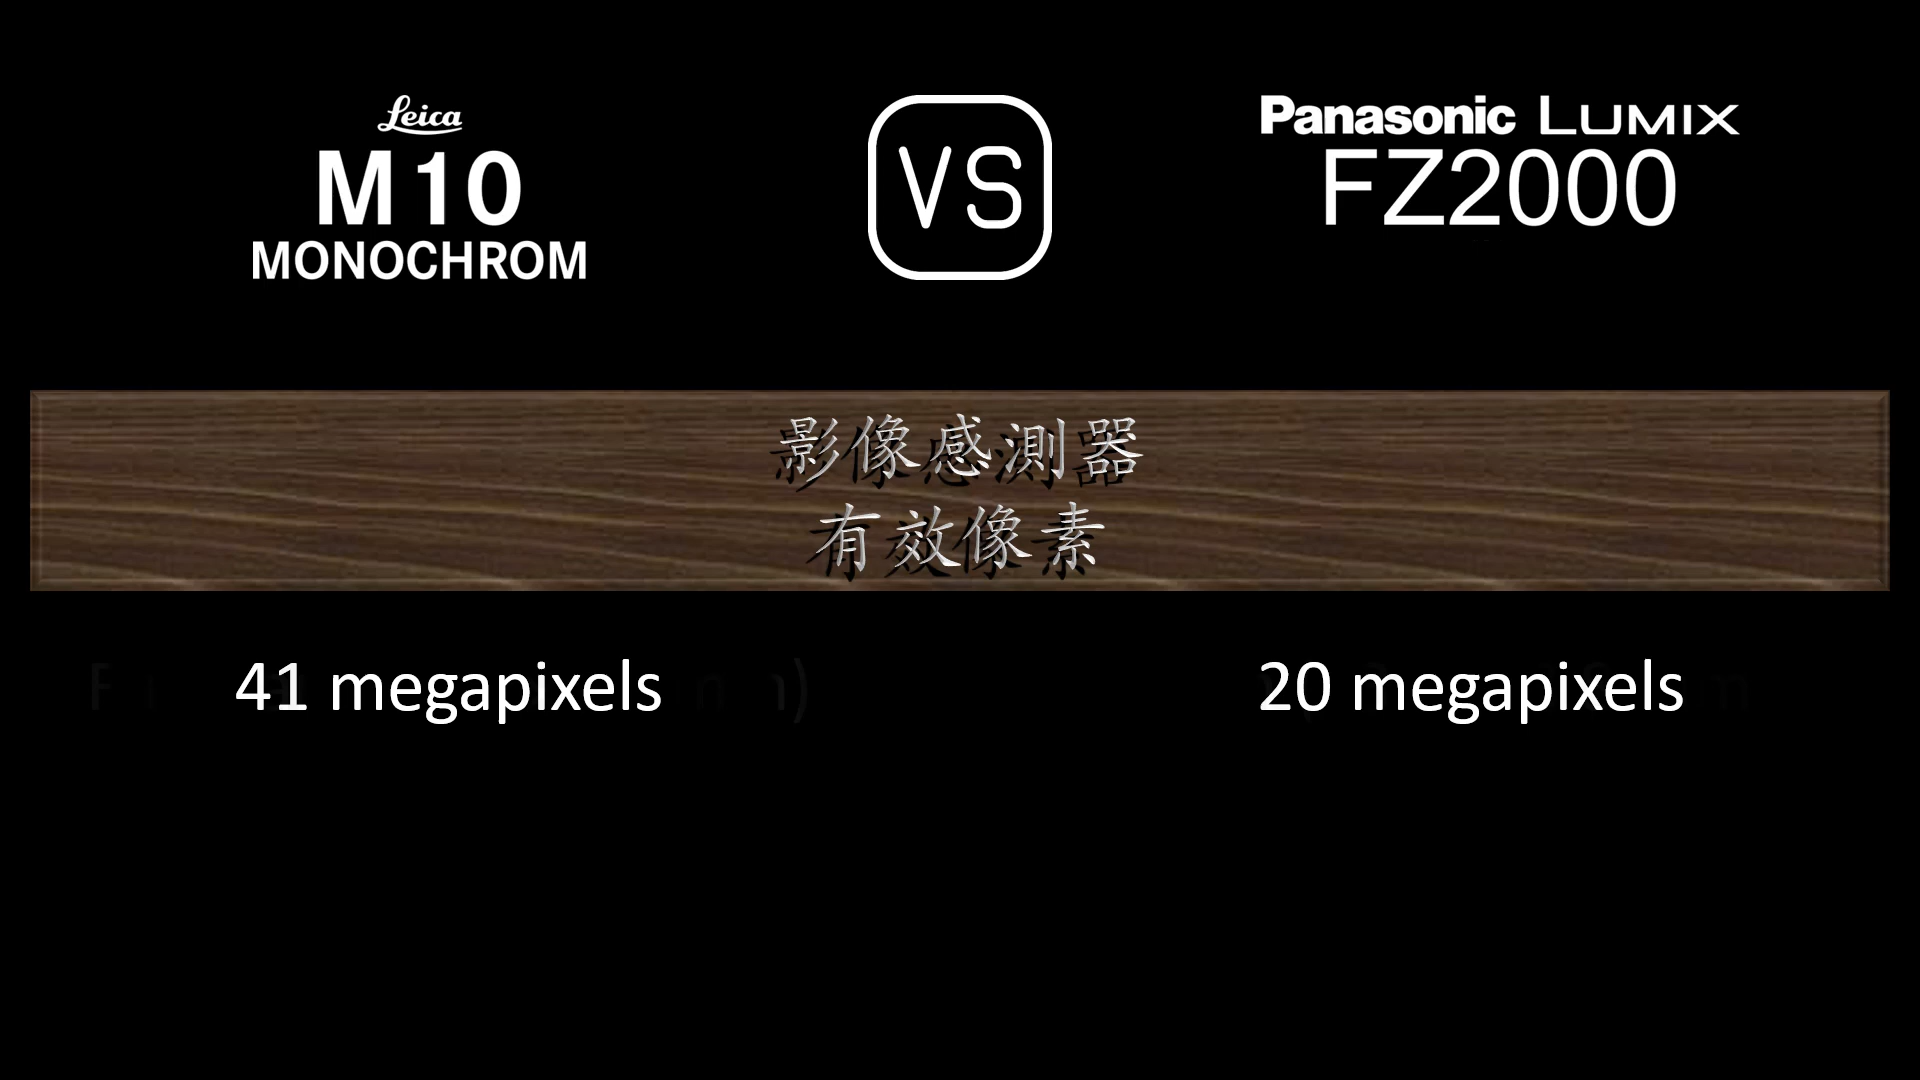 Leica
M10
MONOCHROM
VS
Panasonic LUMIX
FZ2000
影像感測器
有效像素
41 megapixels
20 megapixels